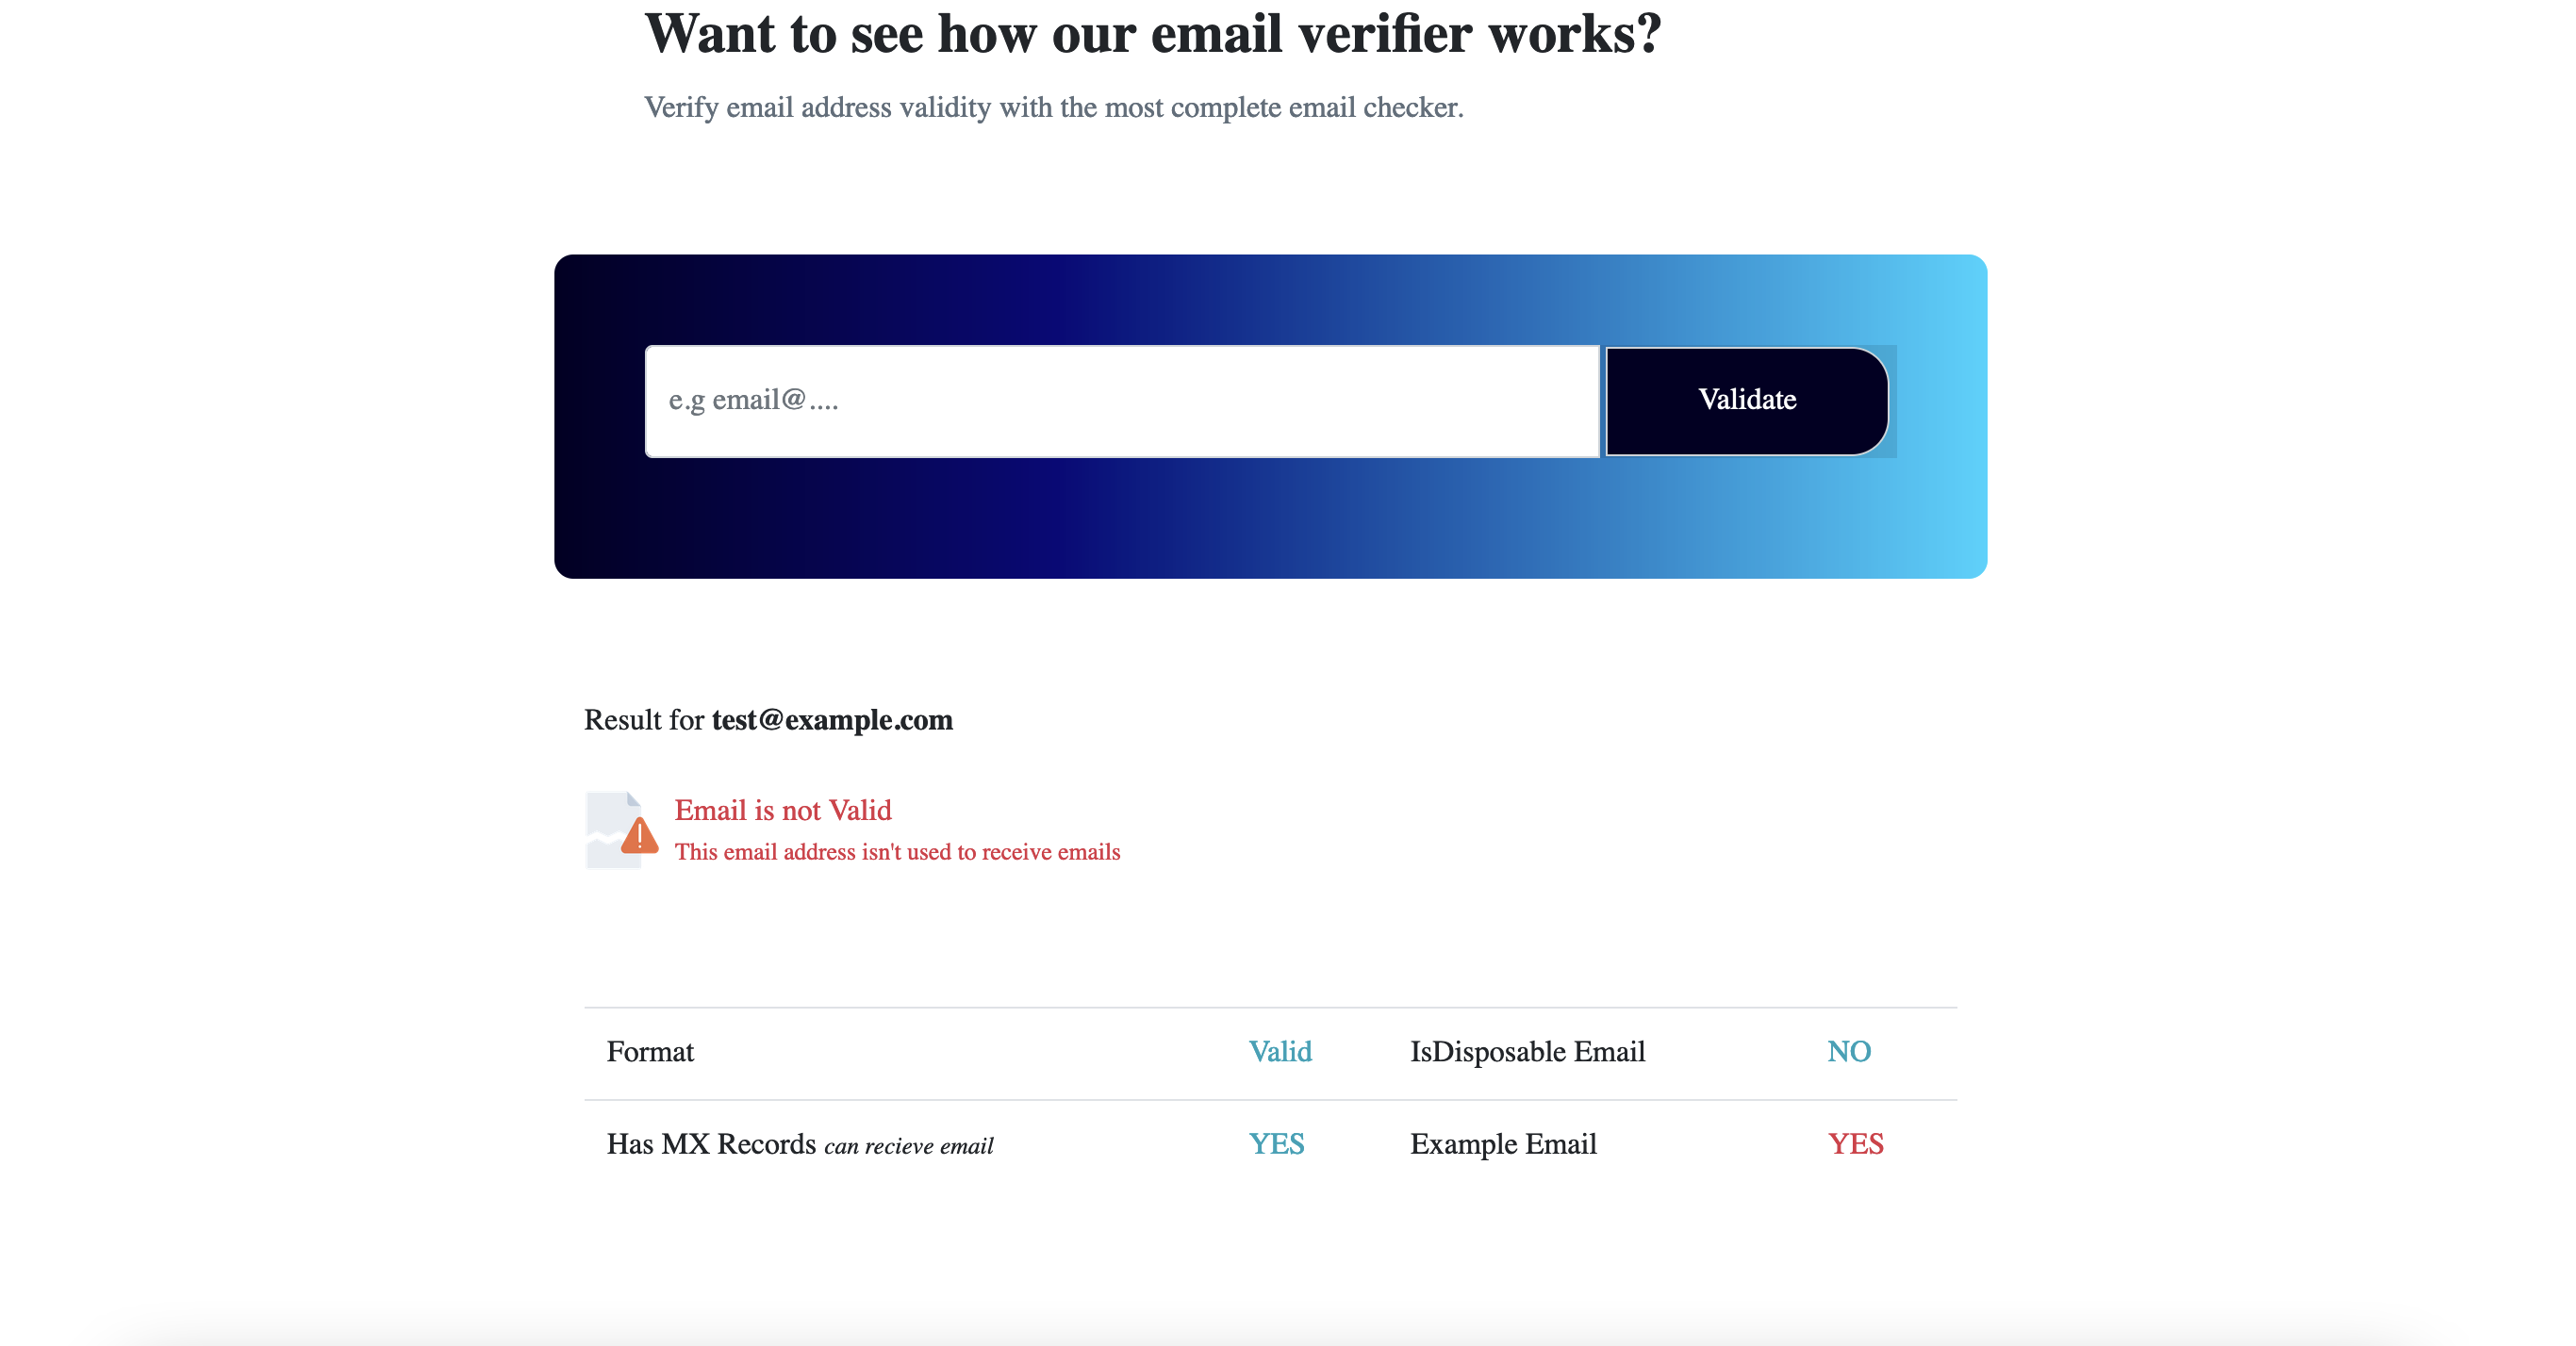 Want to see how our email verifier works?
Verify email address validity with the most complete email checker.
e.g email@....
Validate
Result for test@example.com
Email is not Valid
This email address isn't used to receive emails
Format Valid IsDisposable Email NO
Has MX Records can recieve email YES Example Email YES